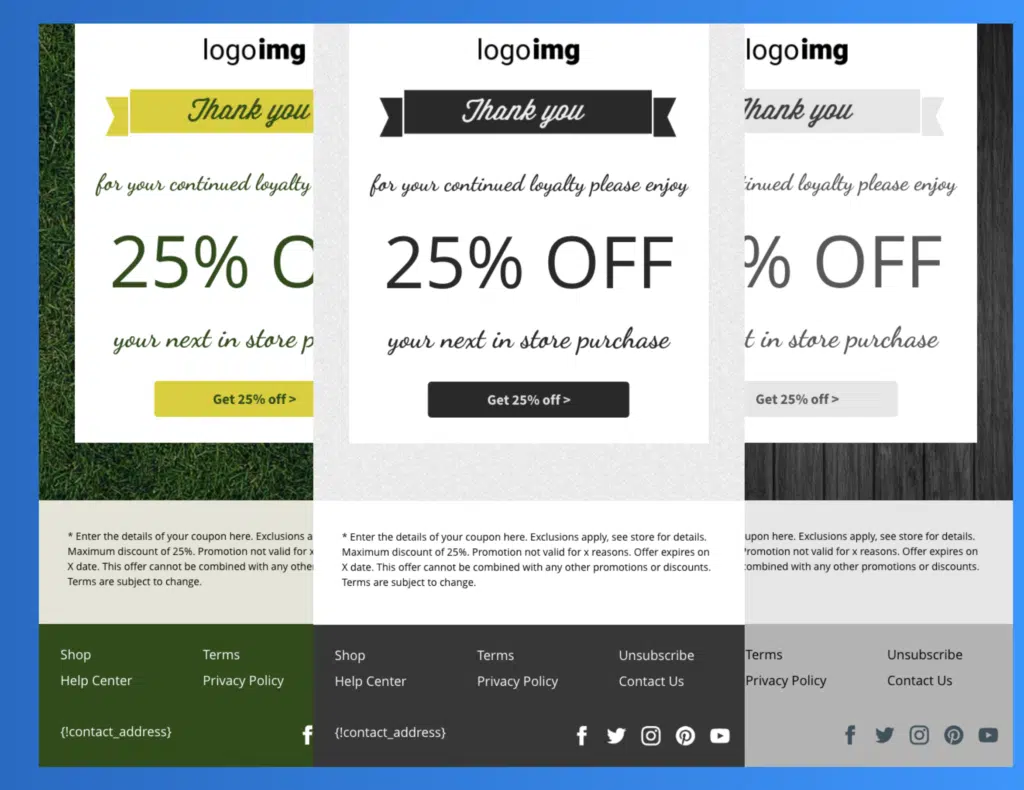 logoimg
Thank you
for your continued loyalty
25% O
your next in store p
Get 25% off >
* Enter the details of your coupon here. Exclusions a
Maximum discount of 25%. Promotion not valid for x
X date. This offer cannot be combined with any othe
Terms are subject to change.
Shop
Terms
Help Center
Privacy Policy
{!contact_address}
logoimg
Thank you
for your continued loyalty please enjoy
25% OFF
your next in store purchase
Get 25% off >
* Enter the details of your coupon here. Exclusions apply, see store for details.
Maximum discount of 25%. Promotion not valid for x reasons. Offer expires on
X date. This offer cannot be combined with any other promotions or discounts.
Terms are subject to change.
Shop
Terms
Unsubscribe
Help Center
Privacy Policy
Contact Us
{!contact_address}
logoimg
Thank you
tinued loyalty please enjoy
% OFF
t in store purchase
Get 25% off >
upon here. Exclusions apply, see store for details.
Promotion not valid for x reasons. Offer expires on
combined with any other promotions or discounts.
Terms
Unsubscribe
Privacy Policy
Contact Us